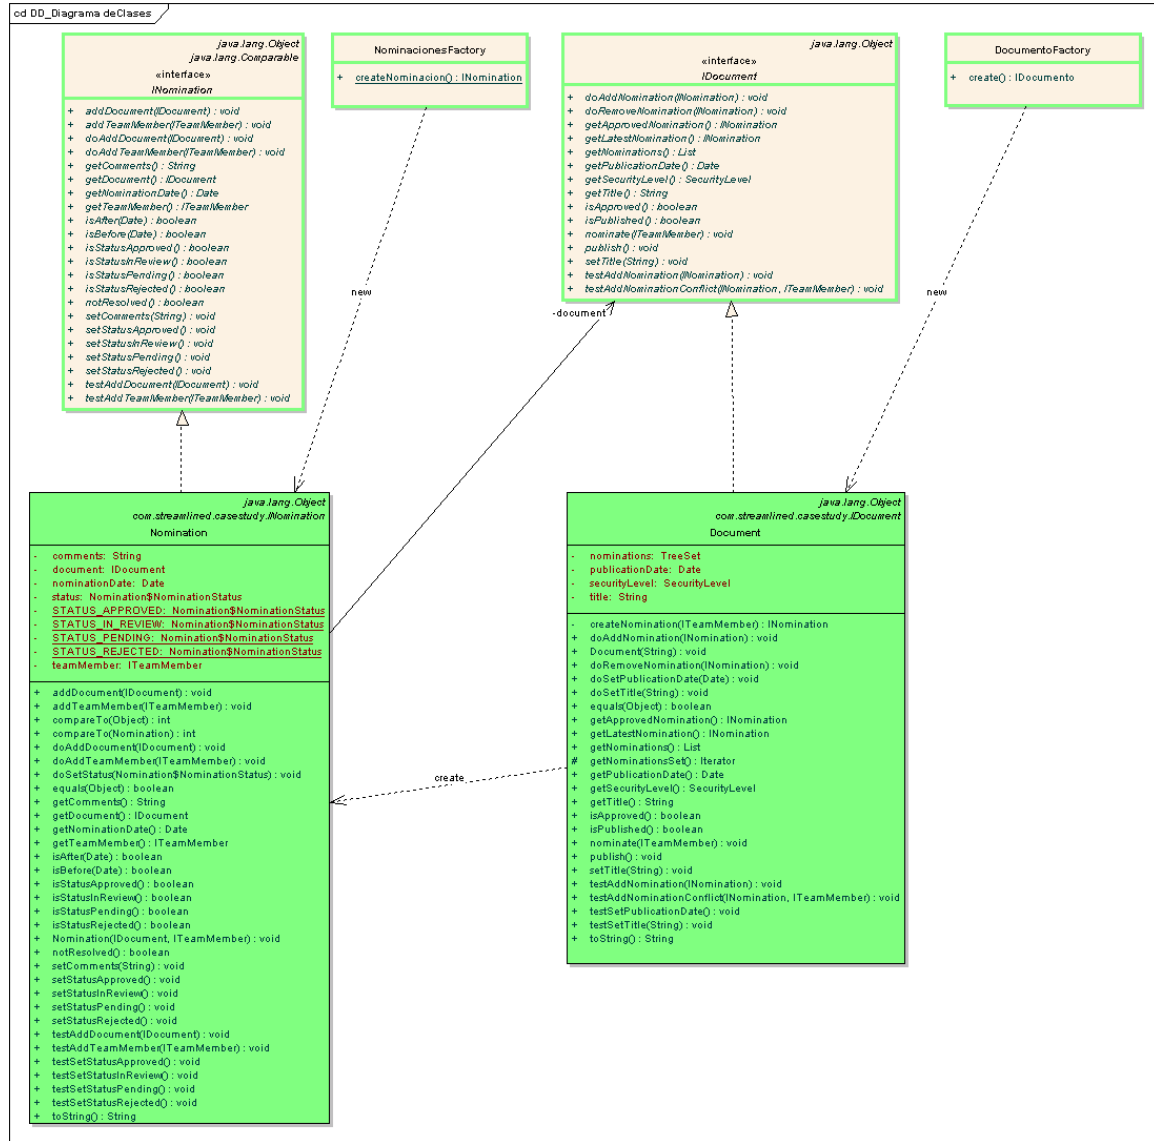 cd DD_Diagrama deClases
java.lang.Object
java.lang.Comparable
«interface»
INomination
+ addDocument(IDocument) : void
+ addTeamMember(ITeamMember) : void
+ doAddDocument(IDocument) : void
+ doAddTeamMember(ITeamMember) : void
+ getComments() : String
+ getDocument() : IDocument
+ getNominationDate() : Date
+ getTeamMember() : ITeamMember
+ isAfter(Date) : boolean
+ isBefore(Date) : boolean
+ isStatusApproved() : boolean
+ isStatusInReview() : boolean
+ isStatusPending() : boolean
+ isStatusRejected() : boolean
+ notResolved() : boolean
+ setComments(String) : void
+ setStatusApproved() : void
+ setStatusInReview() : void
+ setStatusPending() : void
+ setStatusRejected() : void
+ testAddDocument(IDocument) : void
+ testAddTeamMember(ITeamMember) : void
NominacionesFactory
+ createNominacion() : INomination
java.lang.Object
«interface»
IDocument
+ doAddNomination(INomination) : void
+ doRemoveNomination(INomination) : void
+ getApprovedNomination() : INomination
+ getLatestNomination() : INomination
+ getNominations() : List
+ getPublicationDate() : Date
+ getSecurityLevel() : SecurityLevel
+ getTitle() : String
+ isApproved() : boolean
+ isPublished() : boolean
+ nominate(ITeamMember) : void
+ publish() : void
+ setTitle(String) : void
+ testAddNomination(INomination) : void
+ testAddNominationConflict(INomination, ITeamMember) : void
DocumentoFactory
+ create() : IDocumento
new
new
-document
java.lang.Object
com.streamlined.casestudy.INomination
Nomination
- comments: String
- document: IDocument
- nominationDate: Date
- status: Nomination$NominationStatus
- STATUS_APPROVED: Nomination$NominationStatus
- STATUS_IN_REVIEW: Nomination$NominationStatus
- STATUS_PENDING: Nomination$NominationStatus
- STATUS_REJECTED: Nomination$NominationStatus
- teamMember: ITeamMember
+ addDocument(IDocument) : void
+ addTeamMember(ITeamMember) : void
+ compareTo(Object) : int
+ compareTo(Nomination) : int
+ doAddDocument(IDocument) : void
+ doAddTeamMember(ITeamMember) : void
+ doSetStatus(Nomination$NominationStatus) : void
+ equals(Object) : boolean
+ getComments() : String
+ getDocument() : IDocument
+ getNominationDate() : Date
+ getTeamMember() : ITeamMember
+ isAfter(Date) : boolean
+ isBefore(Date) : boolean
+ isStatusApproved() : boolean
+ isStatusInReview() : boolean
+ isStatusPending() : boolean
+ isStatusRejected() : boolean
+ Nomination(IDocument, ITeamMember) : void
+ notResolved() : boolean
+ setComments(String) : void
+ setStatusApproved() : void
+ setStatusInReview() : void
+ setStatusPending() : void
+ setStatusRejected() : void
+ testAddDocument(IDocument) : void
+ testAddTeamMember(ITeamMember) : void
+ testSetStatusApproved() : void
+ testSetStatusInReview() : void
+ testSetStatusPending() : void
+ testSetStatusRejected() : void
+ toString() : String
create
java.lang.Object
com.streamlined.casestudy.IDocument
Document
- nominations: TreeSet
- publicationDate: Date
- securityLevel: SecurityLevel
- title: String
- createNomination(ITeamMember) : INomination
+ doAddNomination(INomination) : void
+ Document(String) : void
+ doRemoveNomination(INomination) : void
+ doSetPublicationDate(Date) : void
+ doSetTitle(String) : void
+ equals(Object) : boolean
+ getApprovedNomination() : INomination
+ getLatestNomination() : INomination
+ getNominations() : List
# getNominationsSet() : Iterator
+ getPublicationDate() : Date
+ getSecurityLevel() : SecurityLevel
+ getTitle() : String
+ isApproved() : boolean
+ isPublished() : boolean
+ nominate(ITeamMember) : void
+ publish() : void
+ setTitle(String) : void
+ testAddNomination(INomination) : void
+ testAddNominationConflict(INomination, ITeamMember) : void
+ testSetPublicationDate() : void
+ testSetTitle(String) : void
+ toString() : String